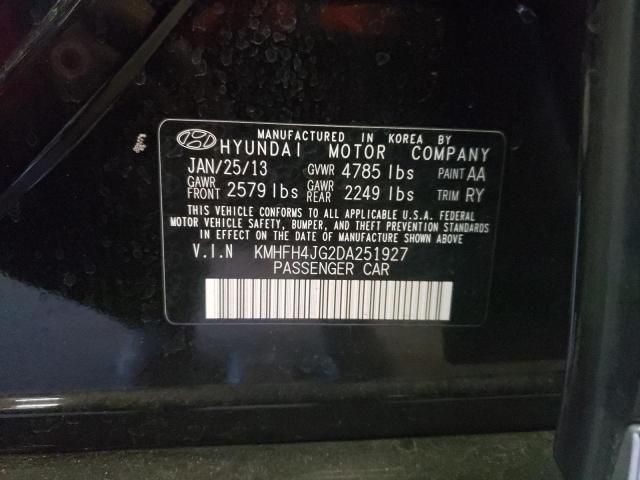 MANUFACTURED IN KOREA BY
HYUNDAI MOTOR COMPANY
JAN/25/13 GVWR 4785 lbs PAINT AA
GAWR FRONT 2579 lbs GAWR REAR 2249 lbs TRIM RY
THIS VEHICLE CONFORMS TO ALL APPLICABLE U.S.A. FEDERAL
MOTOR VEHICLE SAFETY, BUMPER, AND THEFT PREVENTION STANDARDS
IN EFFECT ON THE DATE OF MANUFACTURE SHOWN ABOVE
V.I.N KMHFH4JG2DA251927
PASSENGER CAR